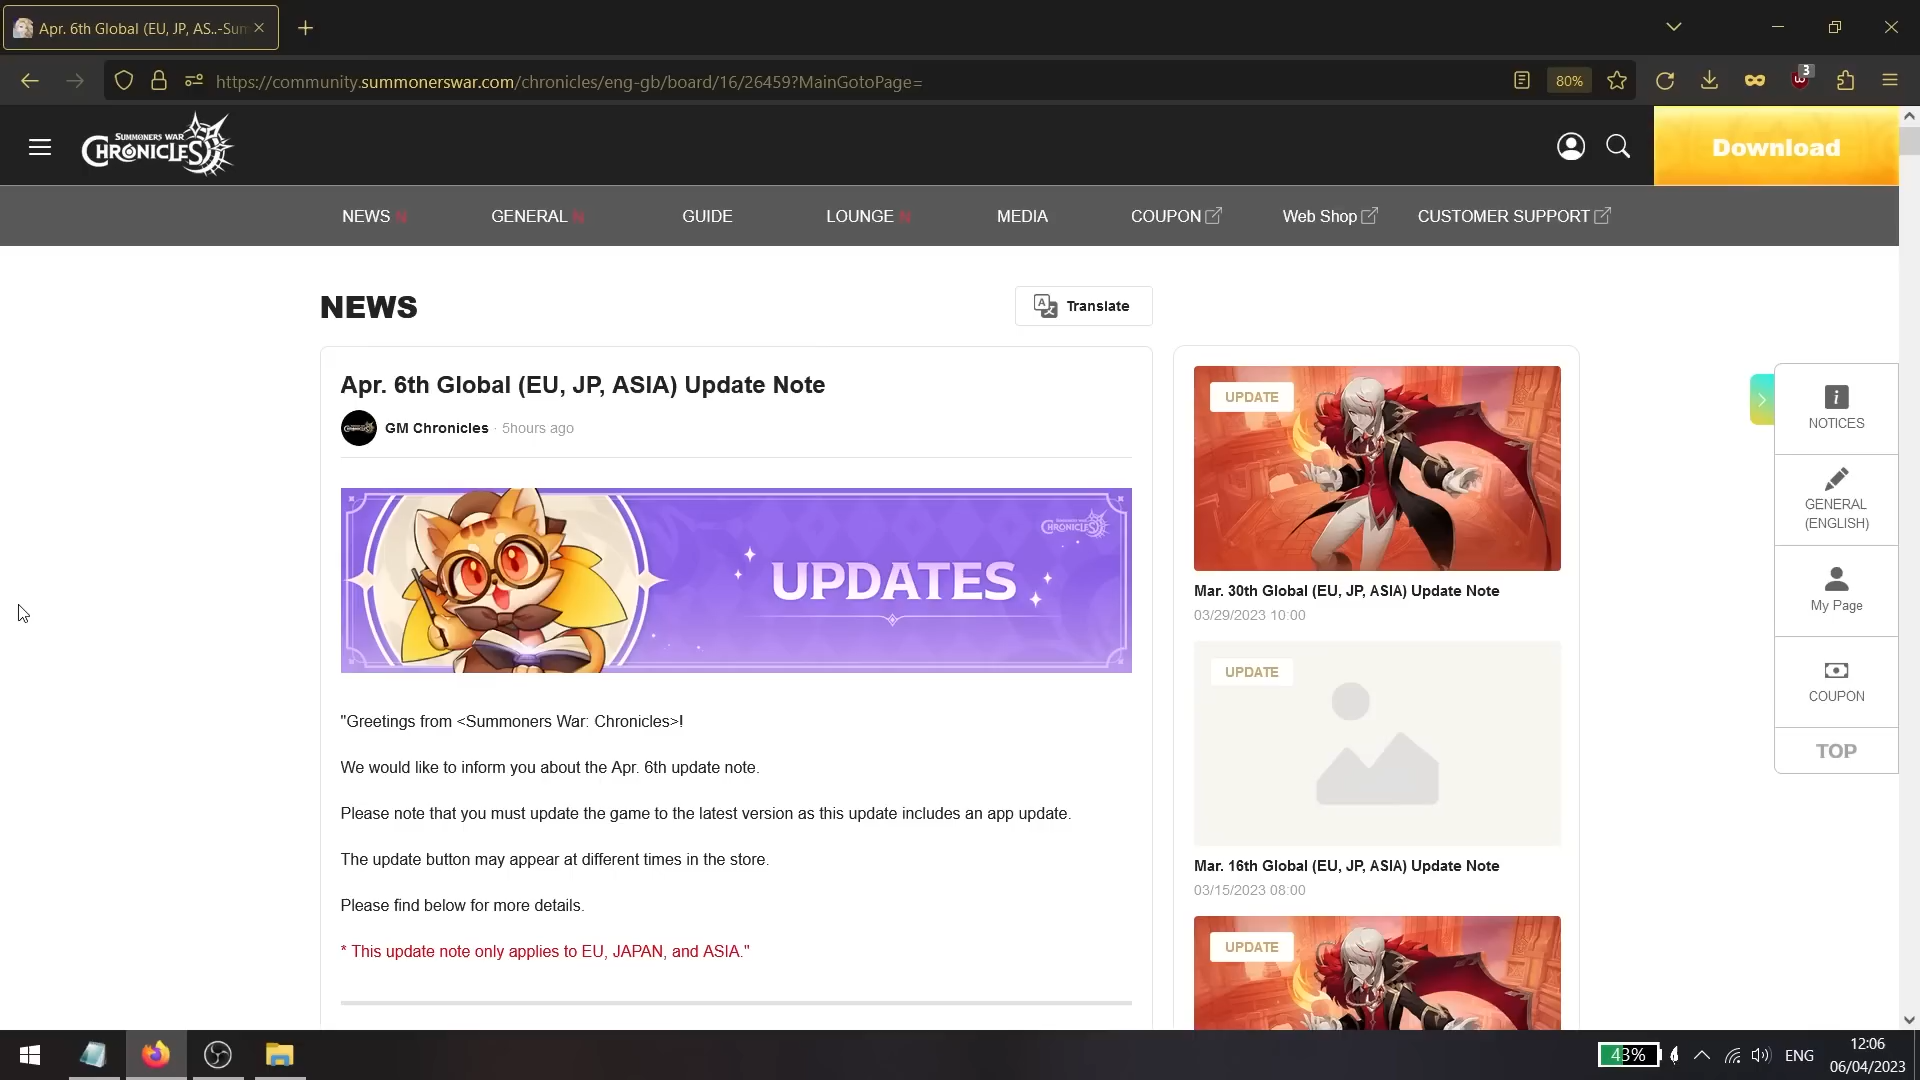 Apr. 6th Global (EU, JP, AS..-Sum
https://community.summonerswar.com/chronicles/eng-gb/board/16/26459?MainGotoPage=
80%
3
SUMMONERS WAR
CHRONICLES
Download
NEWS N
GENERAL N
GUIDE
LOUNGE N
MEDIA
COUPON
Web Shop
CUSTOMER SUPPORT
NEWS
Translate
Apr. 6th Global (EU, JP, ASIA) Update Note
GM Chronicles · 5hours ago
CHRONICLES
UPDATES
"Greetings from <Summoners War: Chronicles>!
We would like to inform you about the Apr. 6th update note.
Please note that you must update the game to the latest version as this update includes an app update.
The update button may appear at different times in the store.
Please find below for more details.
* This update note only applies to EU, JAPAN, and ASIA."
UPDATE
Mar. 30th Global (EU, JP, ASIA) Update Note
03/29/2023 10:00
UPDATE
Mar. 16th Global (EU, JP, ASIA) Update Note
03/15/2023 08:00
UPDATE
NOTICES
GENERAL
(ENGLISH)
My Page
COUPON
TOP
43%
ENG
12:06
06/04/2023